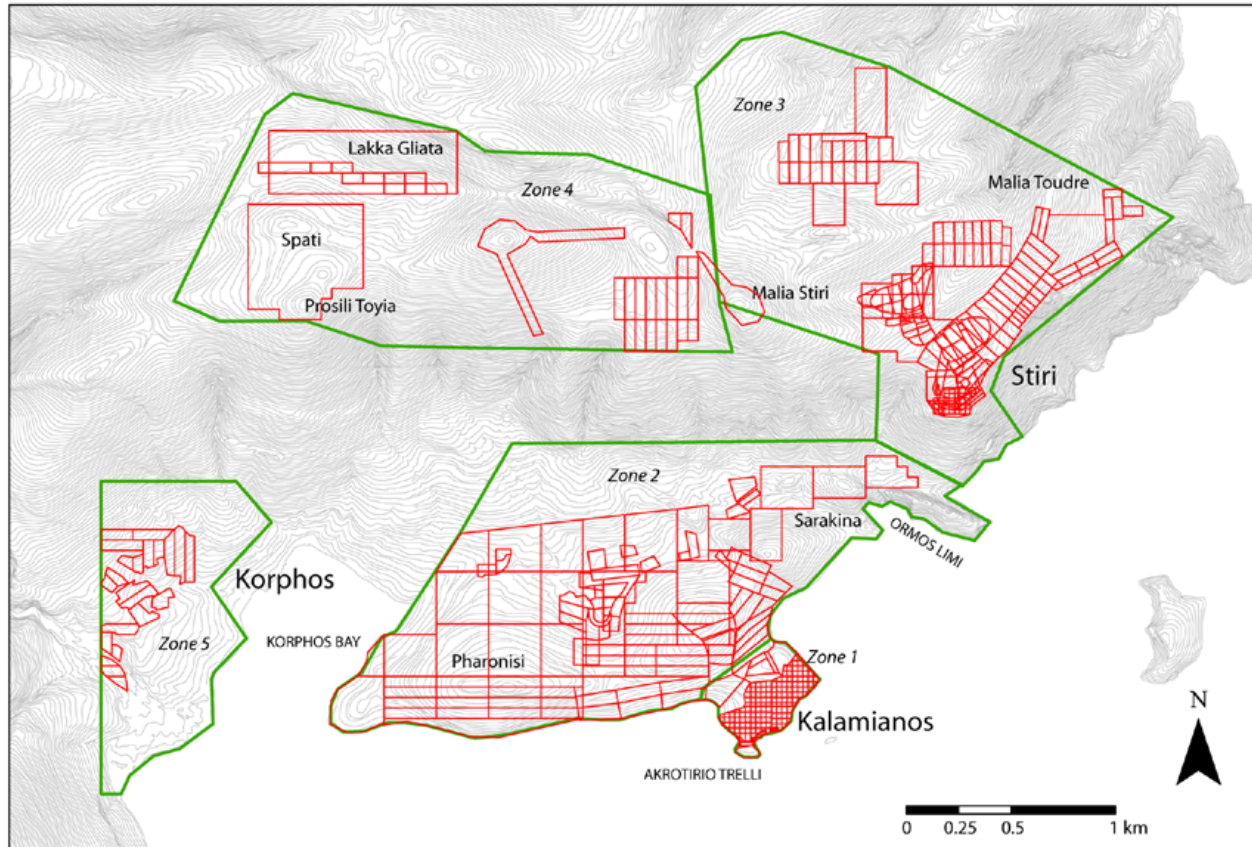 Zone 3
Lakka Gliata
Zone 4
Malia Toudre
Spati
Malia Stiri
Prosili Toyia
Stiri
Zone 2
Sarakina
ORMOS LIMI
Korphos
Zone 5
KORPHOS BAY
Pharonisi
Zone 1
Kalamianos
AKROTIRIO TRELLI
N
0 0.25 0.5 1 km